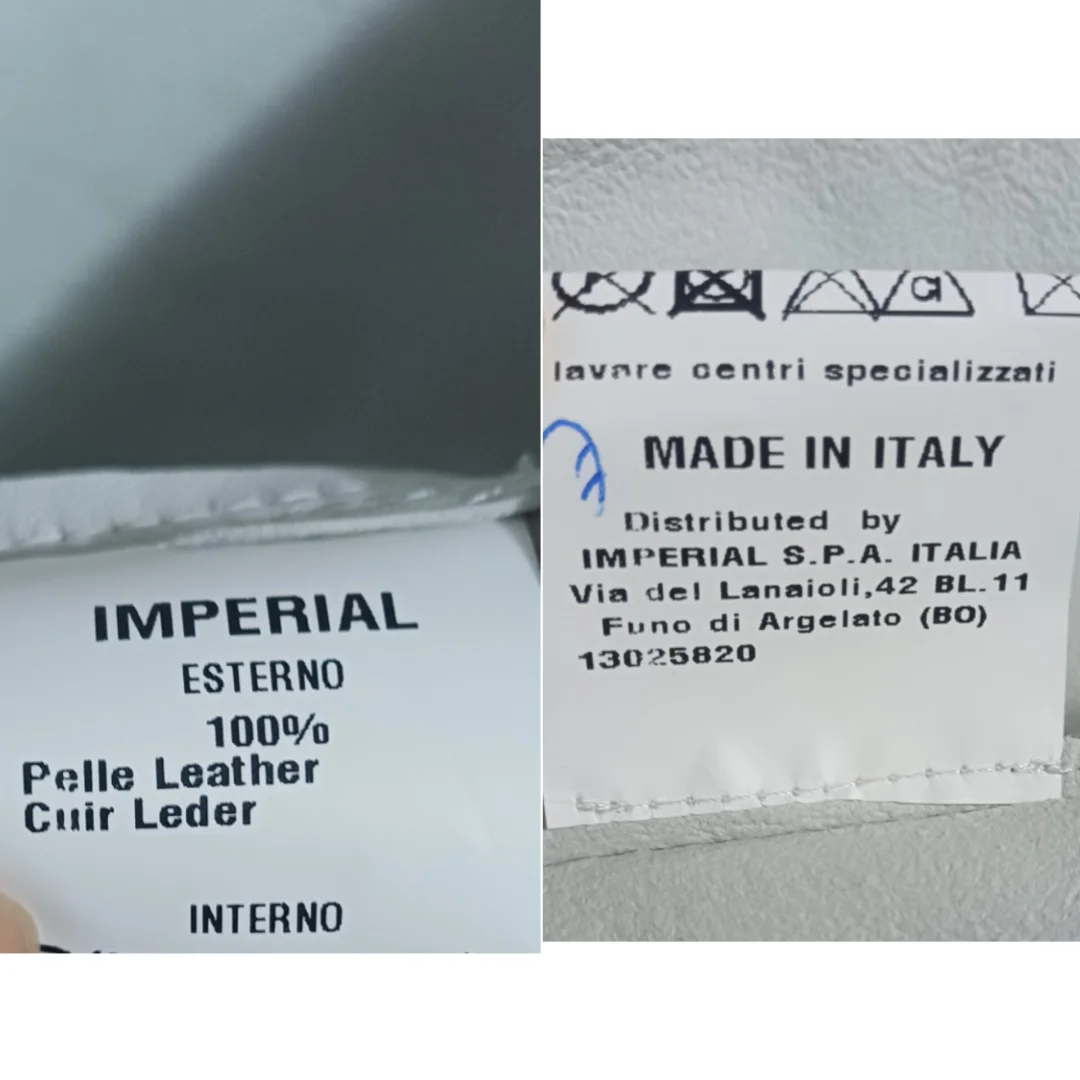 IMPERIAL
ESTERNO
100%
Pelle Leather
Cuir Leder
INTERNO
lavare centri specializzati
MADE IN ITALY
Distributed by
IMPERIAL S.P.A. ITALIA
Via del Lanaioli,42 BL.11
Funo di Argelato (BO)
13025820